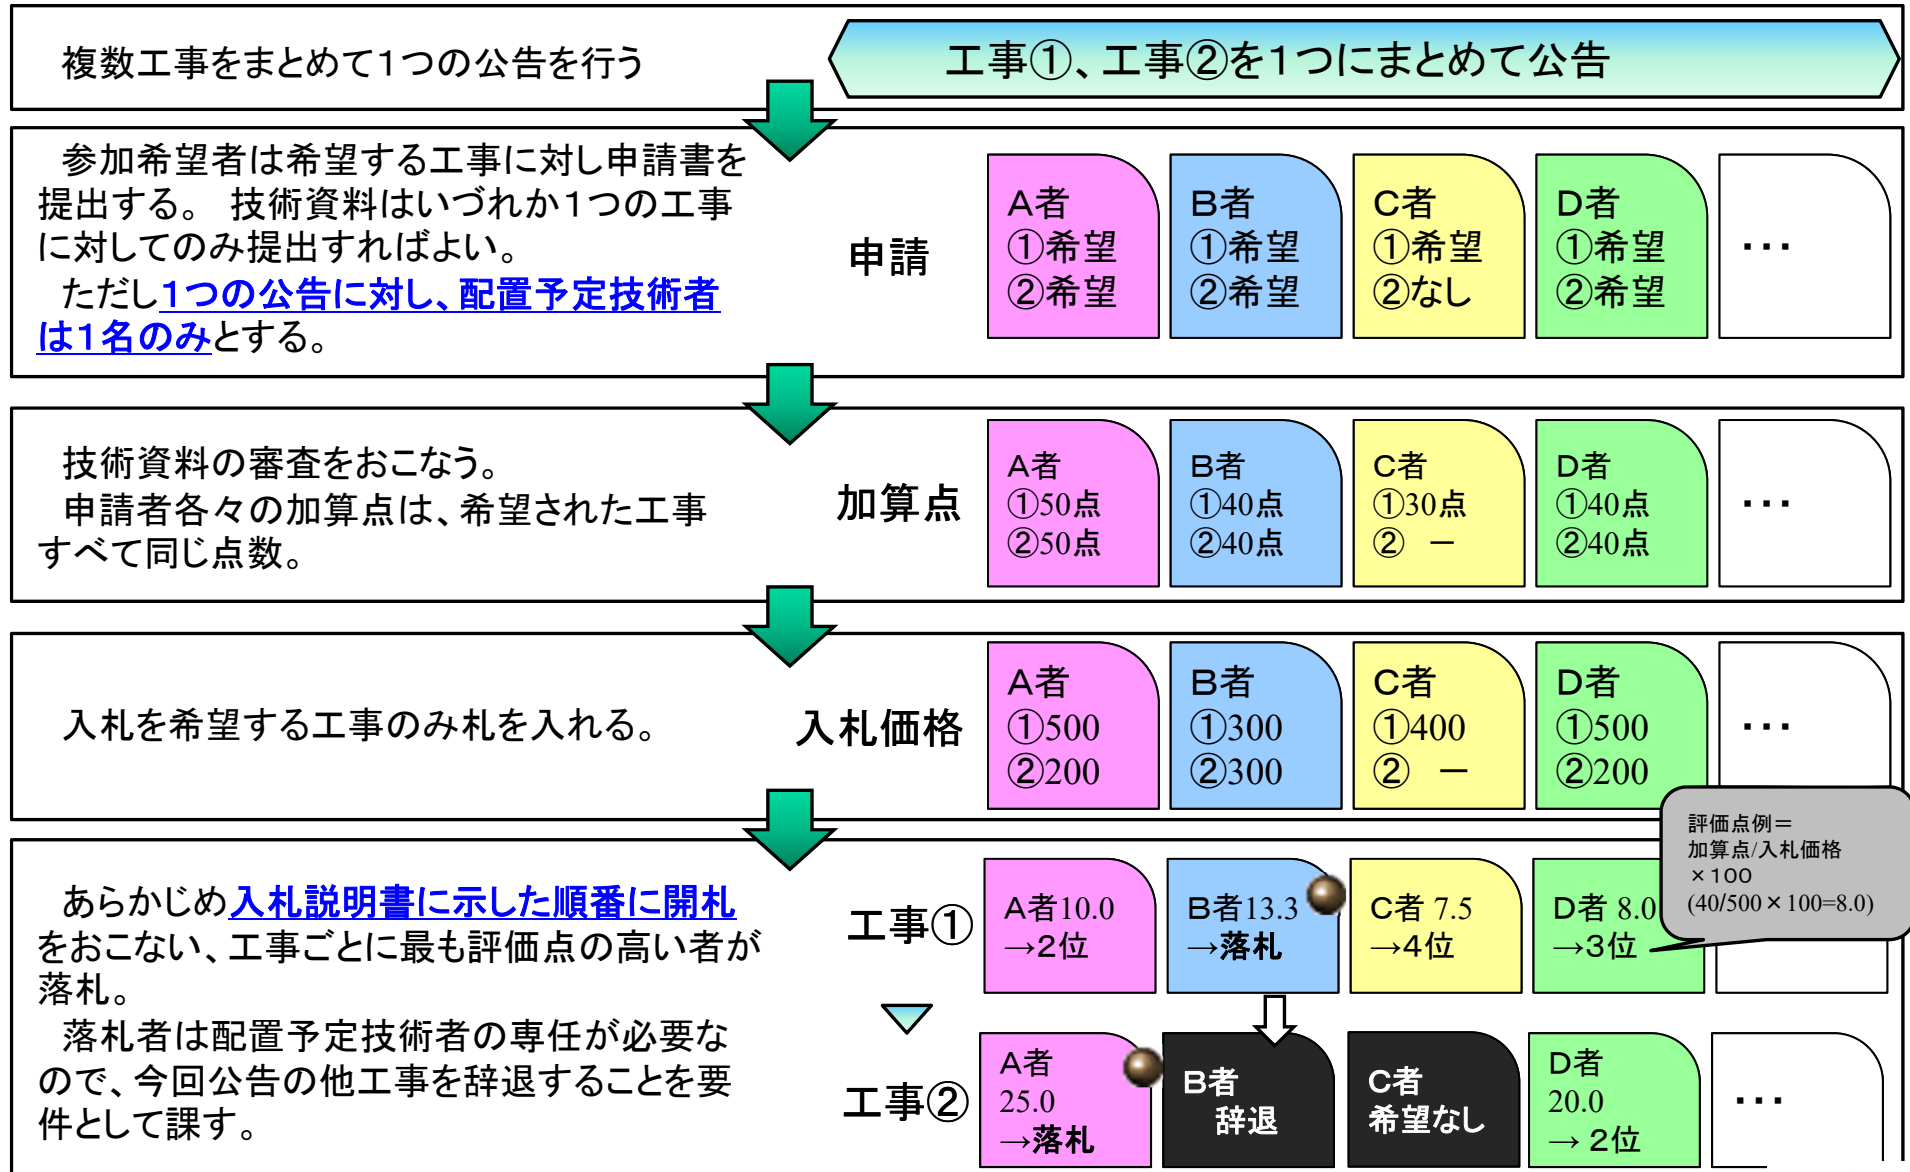 複数工事をまとめて１つの公告を行う
工事①、工事②を１つにまとめて公告
参加希望者は希望する工事に対し申請書を
提出する。 技術資料はいづれか１つの工事
に対してのみ提出すればよい。
ただし１つの公告に対し、配置予定技術者
は１名のみとする。
申請
A者
①希望
②希望
B者
①希望
②希望
C者
①希望
②なし
D者
①希望
②希望
・・・
技術資料の審査をおこなう。
申請者各々の加算点は、希望された工事
すべて同じ点数。
加算点
A者
①50点
②50点
B者
①40点
②40点
C者
①30点
② －
D者
①40点
②40点
・・・
入札を希望する工事のみ札を入れる。
入札価格
A者
①500
②200
B者
①300
②300
C者
①400
② －
D者
①500
②200
・・・
評価点例＝
加算点/入札価格
×１００
(40/500×100=8.0)
あらかじめ入札説明書に示した順番に開札
をおこない、工事ごとに最も評価点の高い者が
落札。
落札者は配置予定技術者の専任が必要な
ので、今回公告の他工事を辞退することを要
件として課す。
工事①
A者10.0
→２位
B者13.3
→落札
C者 7.5
→４位
D者 8.0
→３位
工事②
A者
25.0
→落札
B者
辞退
C者
希望なし
D者
20.0
→ ２位
・・・